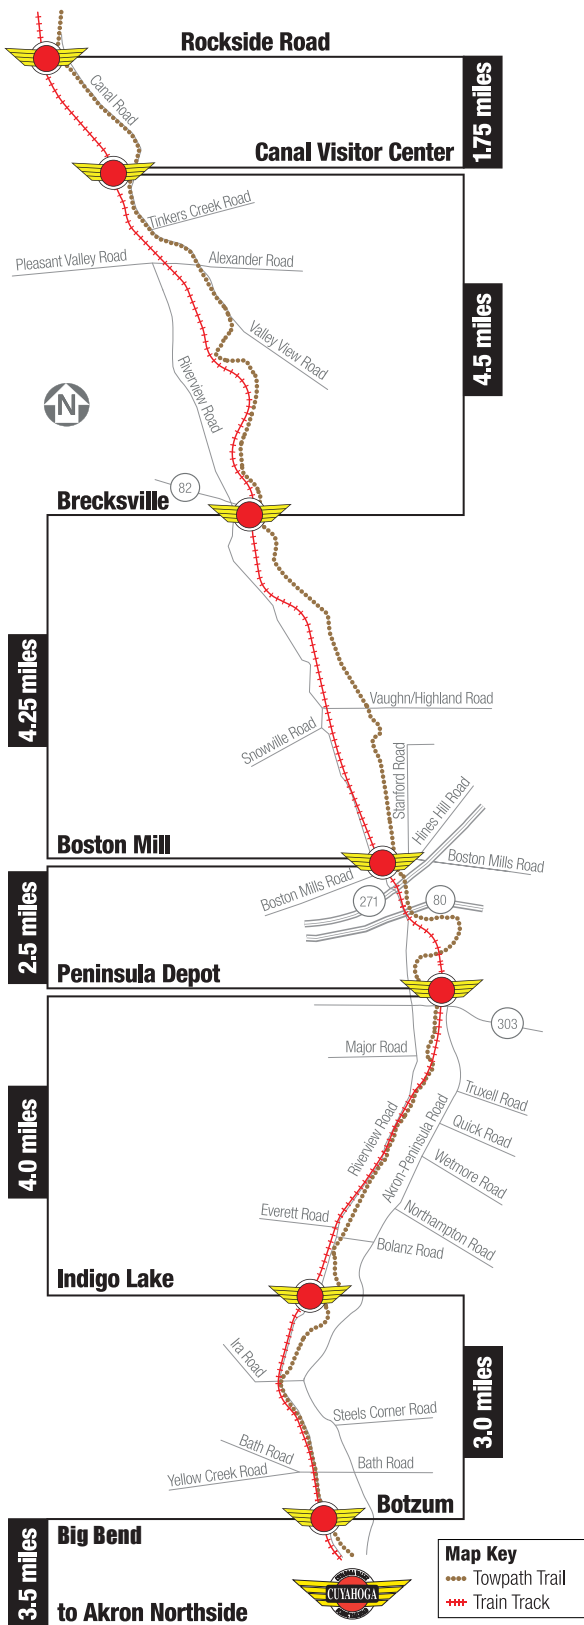 Rockside Road
Canal Road
1.75 miles
Canal Visitor Center
Tinkers Creek Road
Pleasant Valley Road
Alexander Road
Valley View Road
4.5 miles
Riverview Road
N
82
Brecksville
4.25 miles
Vaughn/Highland Road
Snowville Road
Stanford Road
Hines Hill Road
Boston Mill
Boston Mills Road
Boston Mills Road
271
80
2.5 miles
Peninsula Depot
303
Major Road
Truxell Road
Riverview Road
Akron-Peninsula Road
Quick Road
4.0 miles
Wetmore Road
Everett Road
Northampton Road
Bolanz Road
Indigo Lake
Ira Road
3.0 miles
Steels Corner Road
Bath Road
Yellow Creek Road
Bath Road
Botzum
3.5 miles
Big Bend
to Akron Northside
CUYAHOGA
Map Key
Towpath Trail
Train Track